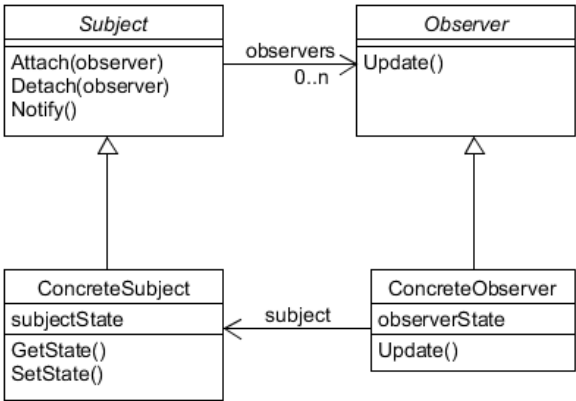 Subject
Attach(observer)
Detach(observer)
Notify()
observers
0..n
Observer
Update()
ConcreteSubject
subjectState
GetState()
SetState()
subject
ConcreteObserver
observerState
Update()